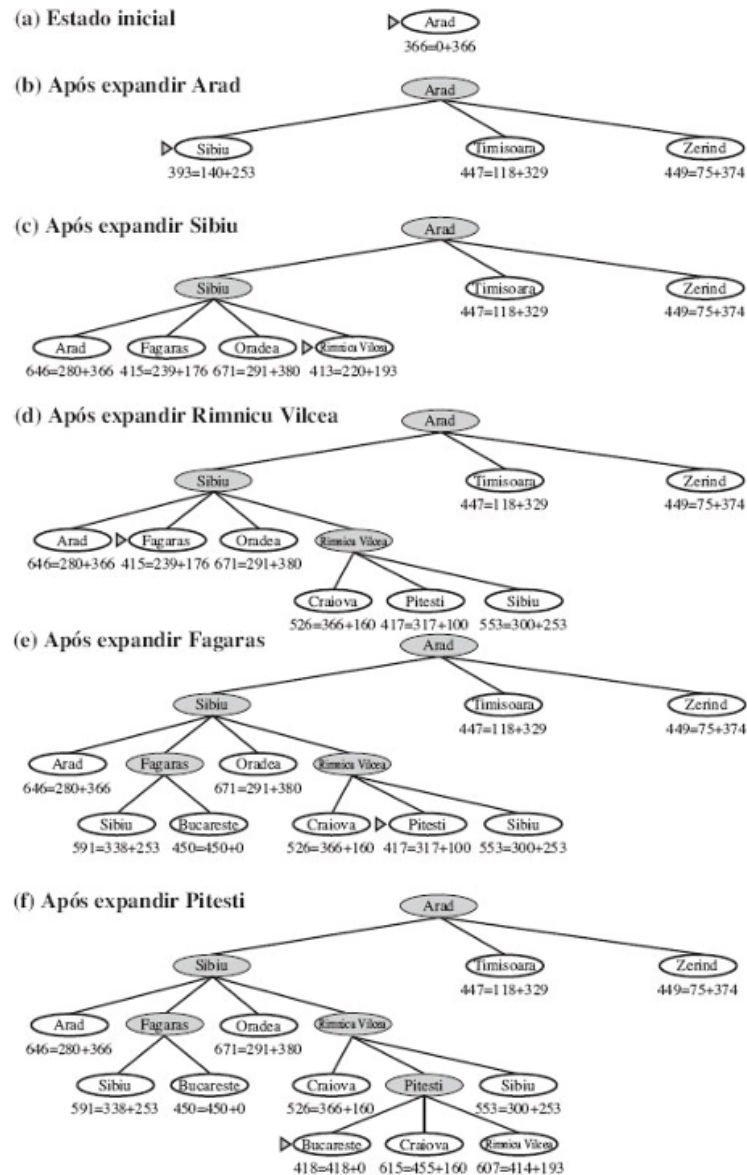 (a) Estado inicial
Arad
366=0+366
(b) Após expandir Arad
Arad
Sibiu Timisoara Zerind
393=140+253 447=118+329 449=75+374
(c) Após expandir Sibiu
Arad
Sibiu Timisoara Zerind
447=118+329 449=75+374
Arad Fagaras Oradea Rimnicu Vilcea
646=280+366 415=239+176 671=291+380 413=220+193
(d) Após expandir Rimnicu Vilcea
Arad
Sibiu Timisoara Zerind
447=118+329 449=75+374
Arad Fagaras Oradea Rimnicu Vilcea
646=280+366 415=239+176 671=291+380
Craiova Pitesti Sibiu
526=366+160 417=317+100 553=300+253
(e) Após expandir Fagaras
Arad
Sibiu Timisoara Zerind
447=118+329 449=75+374
Arad Fagaras Oradea Rimnicu Vilcea
646=280+366 671=291+380
Sibiu Bucareste Craiova Pitesti Sibiu
591=338+253 450=450+0 526=366+160 417=317+100 553=300+253
(f) Após expandir Pitesti
Arad
Sibiu Timisoara Zerind
447=118+329 449=75+374
Arad Fagaras Oradea Rimnicu Vilcea
646=280+366 671=291+380
Sibiu Bucareste Craiova Pitesti Sibiu
591=338+253 450=450+0 526=366+160 553=300+253
Bucareste Craiova Rimnicu Vilcea
418=418+0 615=455+160 607=414+193